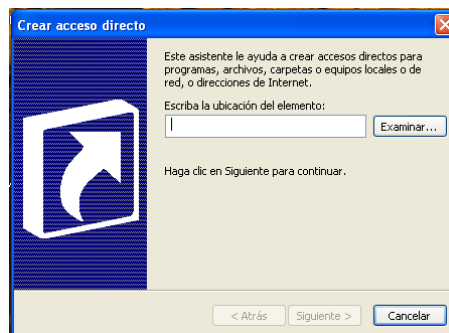 Crear acceso directo
Este asistente le ayuda a crear accesos directos para
programas, archivos, carpetas o equipos locales o de
red, o direcciones de Internet.
Escriba la ubicación del elemento:
Examinar...
Haga clic en Siguiente para continuar.
< Atrás
Siguiente >
Cancelar